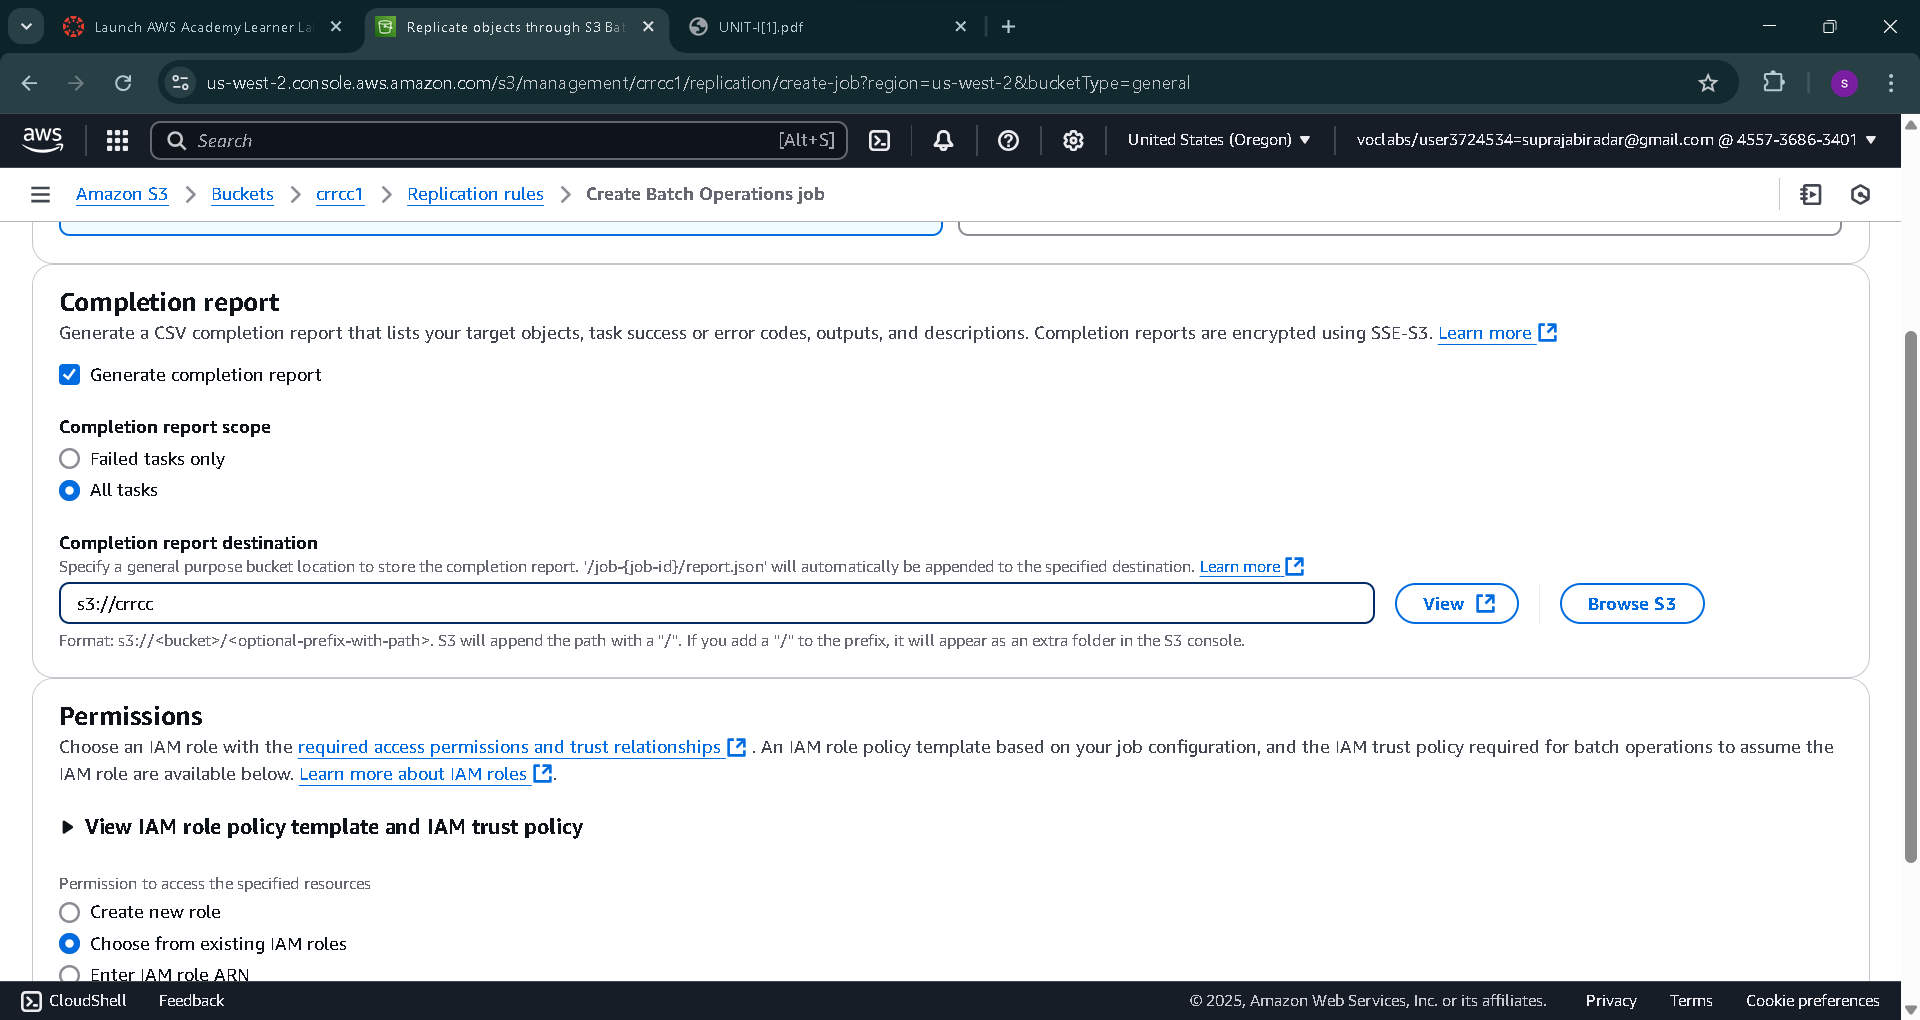 Launch AWS Academy Learner La
Replicate objects through S3 Bat
UNIT-I[1].pdf
us-west-2.console.aws.amazon.com/s3/management/crrcc1/replication/create-job?region=us-west-2&bucketType=general
S
aws
Search
[Alt+S]
United States (Oregon)
voclabs/user3724534=suprajabiradar@gmail.com @ 4557-3686-3401
Amazon S3 > Buckets > crrcc1 > Replication rules > Create Batch Operations job
Completion report
Generate a CSV completion report that lists your target objects, task success or error codes, outputs, and descriptions. Completion reports are encrypted using SSE-S3. Learn more
Generate completion report
Completion report scope
Failed tasks only
All tasks
Completion report destination
Specify a general purpose bucket location to store the completion report. '/job-{job-id}/report.json' will automatically be appended to the specified destination. Learn more
s3://crrcc
View
Browse S3
Format: s3://<bucket>/<optional-prefix-with-path>. S3 will append the path with a "/". If you add a "/" to the prefix, it will appear as an extra folder in the S3 console.
Permissions
Choose an IAM role with the required access permissions and trust relationships . An IAM role policy template based on your job configuration, and the IAM trust policy required for batch operations to assume the
IAM role are available below. Learn more about IAM roles .
View IAM role policy template and IAM trust policy
Permission to access the specified resources
Create new role
Choose from existing IAM roles
Enter IAM role ARN
CloudShell
Feedback
© 2025, Amazon Web Services, Inc. or its affiliates.
Privacy
Terms
Cookie preferences